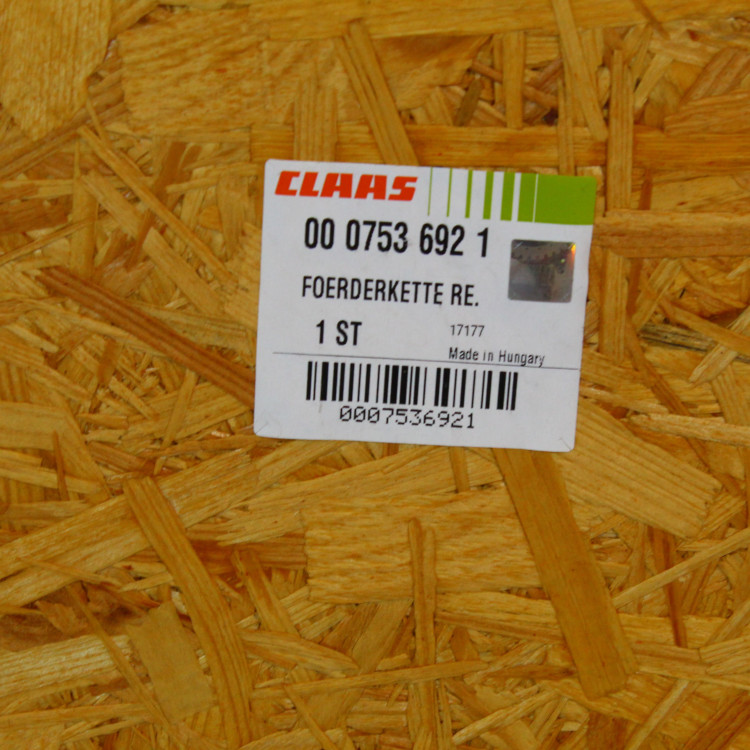 CLAAS
00 0753 692 1
FOERDERKETTE RE.
1 ST 17177
Made in Hungary
0007536921